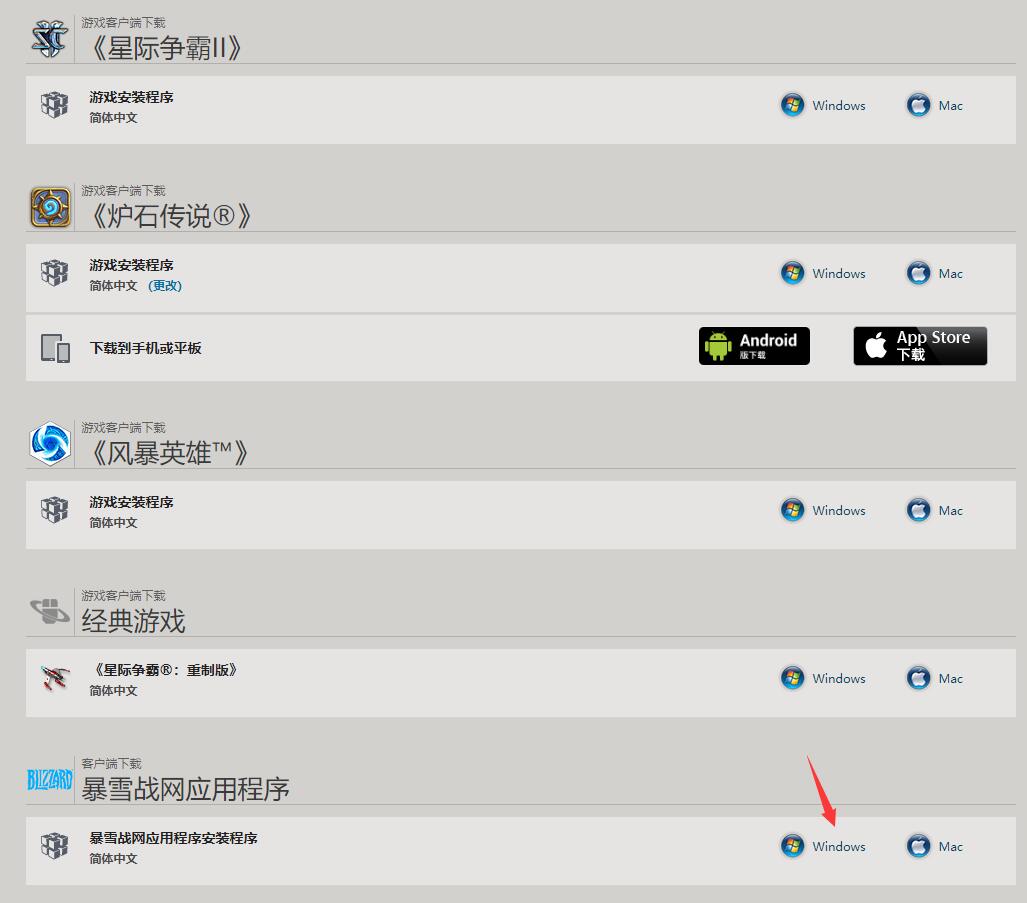 游戏客户端下载
《星际争霸II》
游戏安装程序
简体中文
Windows
Mac
游戏客户端下载
《炉石传说®》
游戏安装程序
简体中文 (更改)
Windows
Mac
下载到手机或平板
Android
版下载
App Store
下载
游戏客户端下载
《风暴英雄™》
游戏安装程序
简体中文
Windows
Mac
游戏客户端下载
经典游戏
《星际争霸®：重制版》
简体中文
Windows
Mac
BLIZZARD
客户端下载
暴雪战网应用程序
暴雪战网应用程序安装程序
简体中文
Windows
Mac